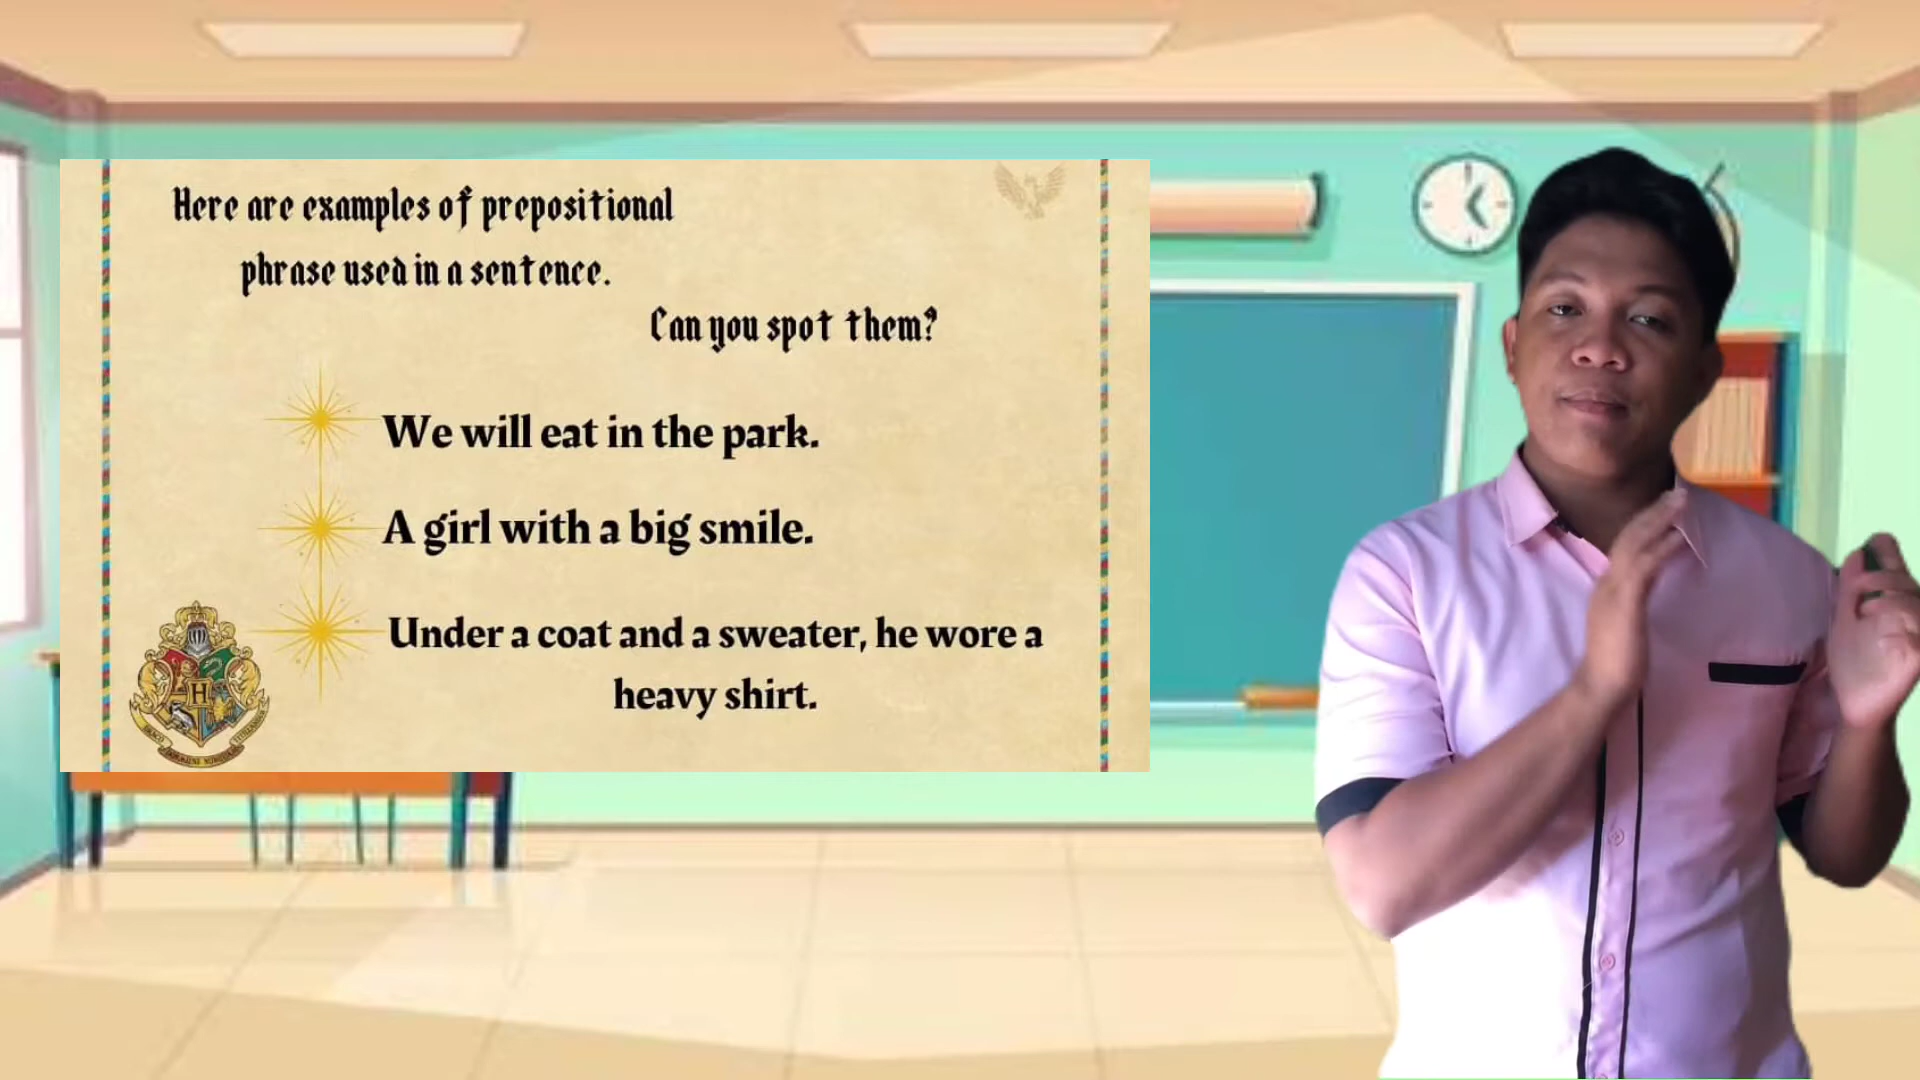 Here are examples of prepositional
phrase used in a sentence.
Can you spot them?
We will eat in the park.
A girl with a big smile.
Under a coat and a sweater, he wore a
heavy shirt.
H